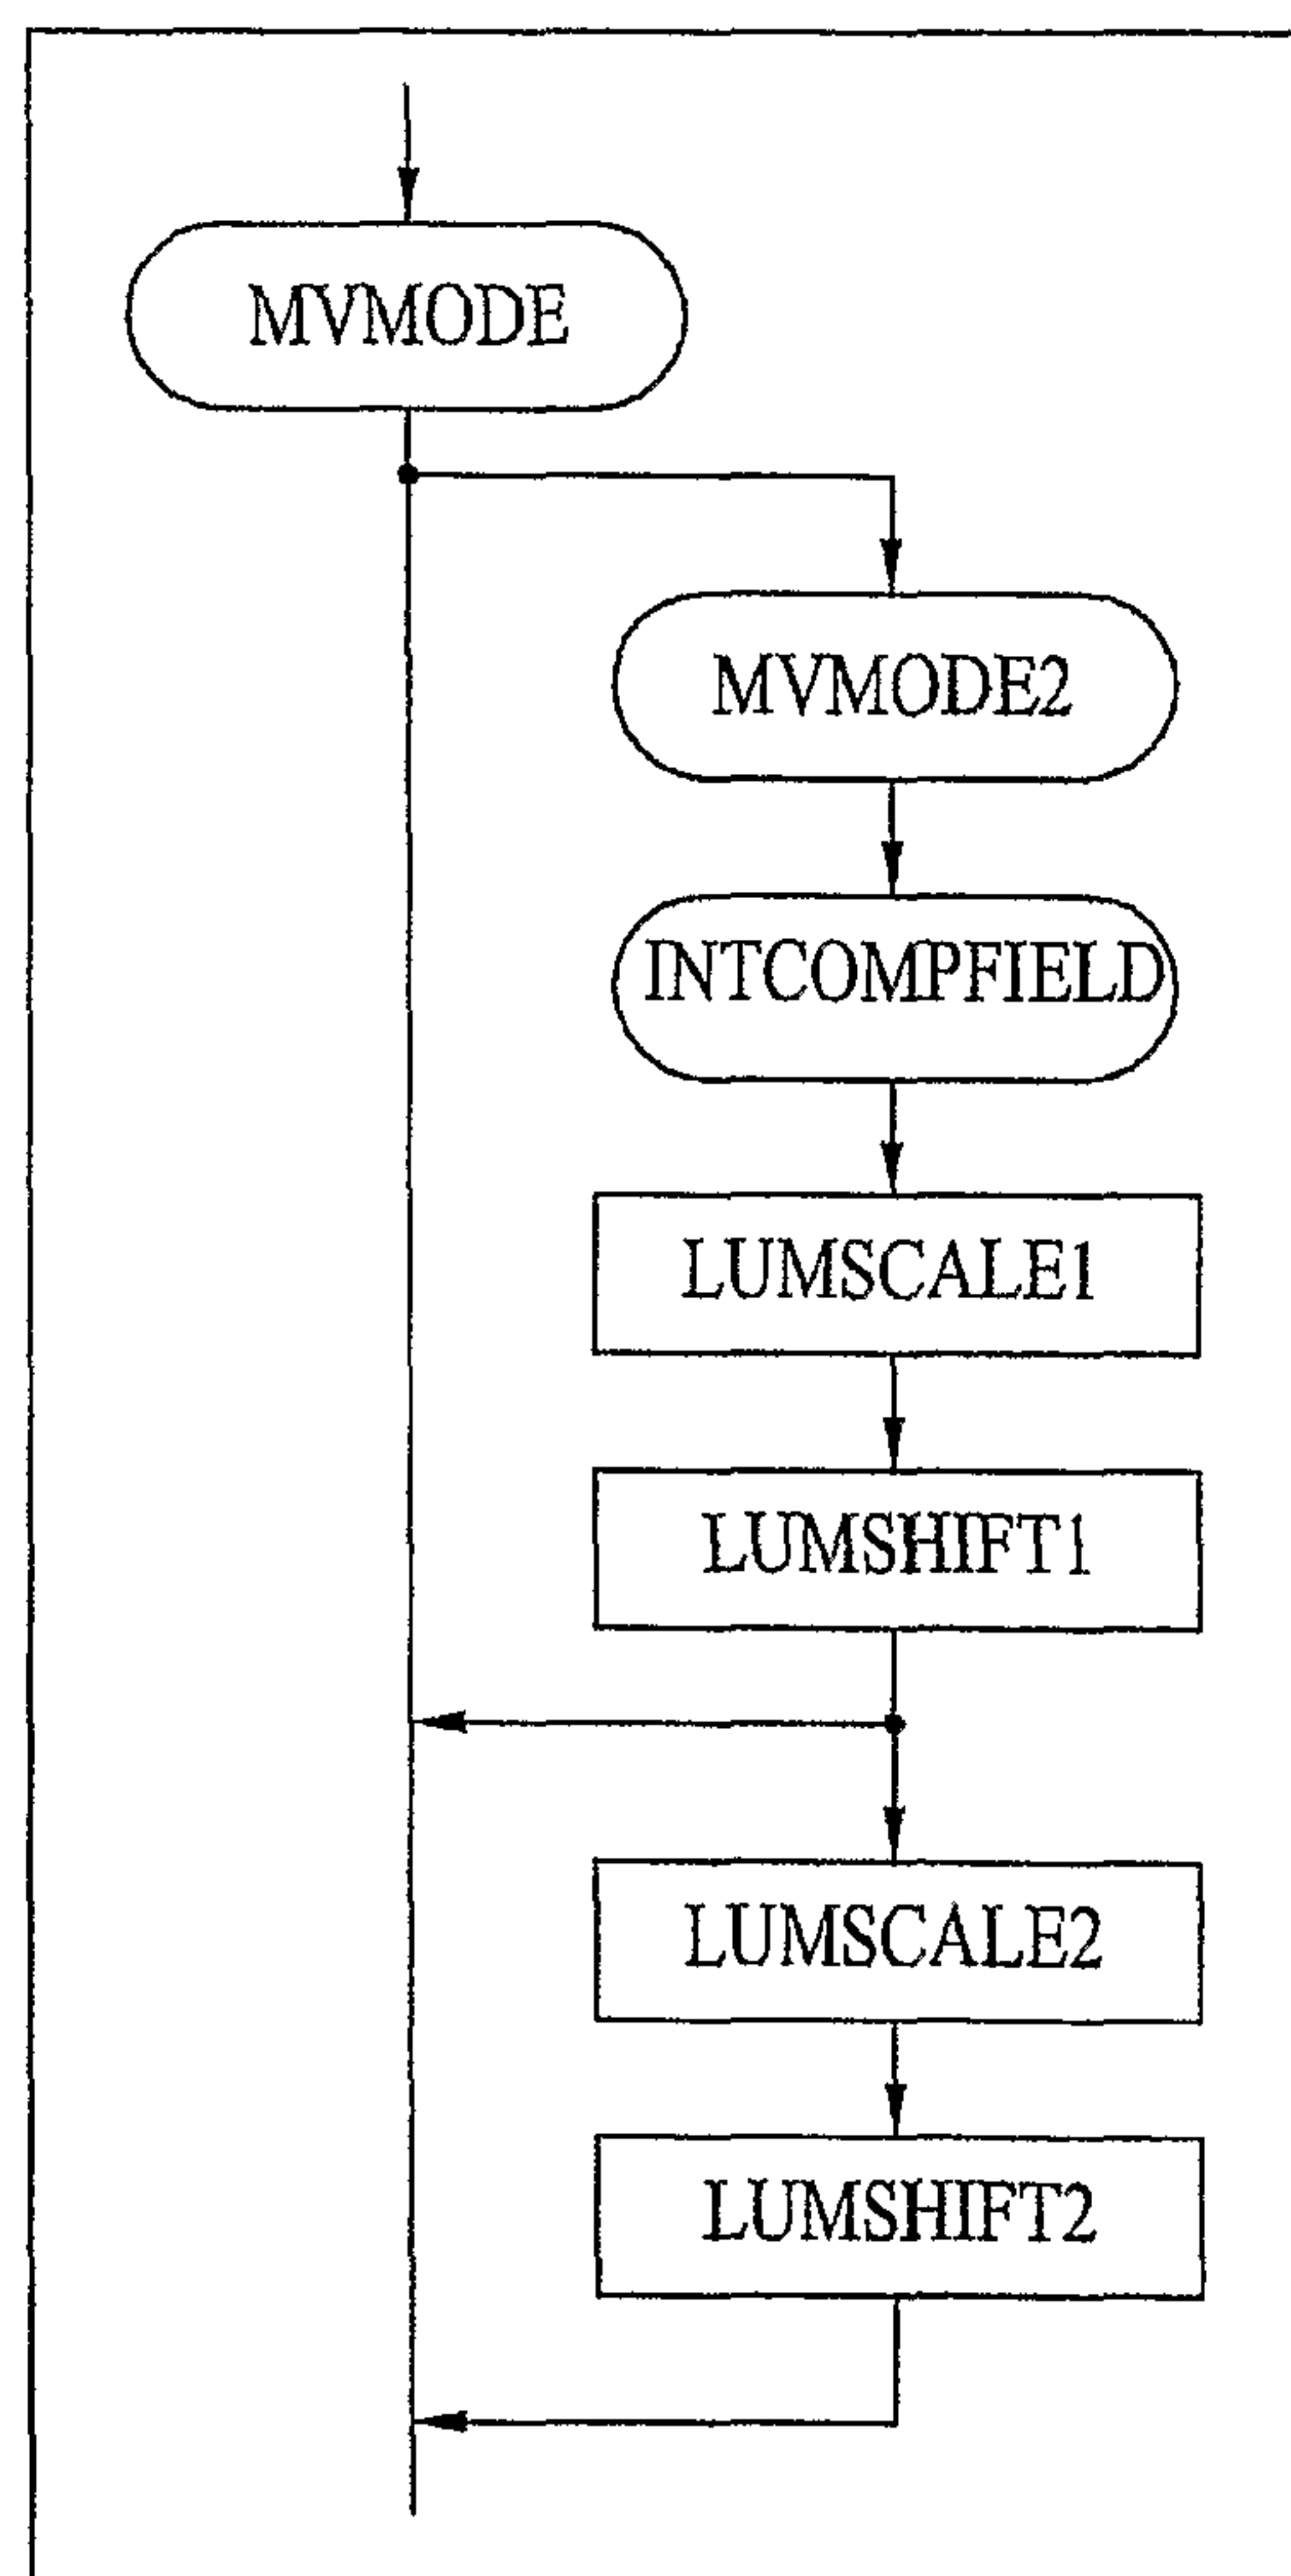 MVMODE
MVMODE2
INTCOMPFIELD
LUMSCALE1
LUMSHIFT1
LUMSCALE2
LUMSHIFT2